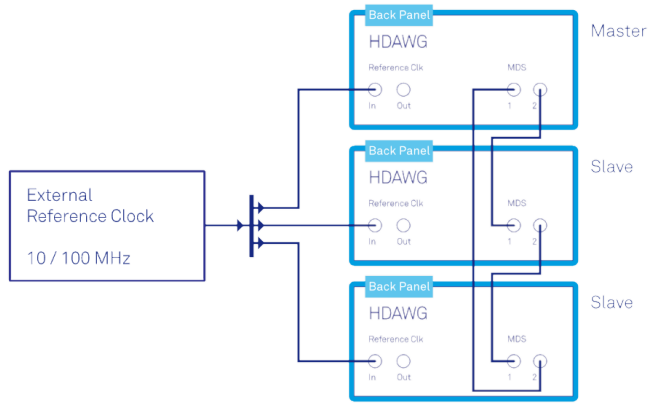 Back Panel
HDAWG
Master
Reference Clk
MDS
In
Out
1
2
Back Panel
HDAWG
Slave
Reference Clk
MDS
In
Out
1
2
External
Reference Clock
10 / 100 MHz
Back Panel
HDAWG
Slave
Reference Clk
MDS
In
Out
1
2